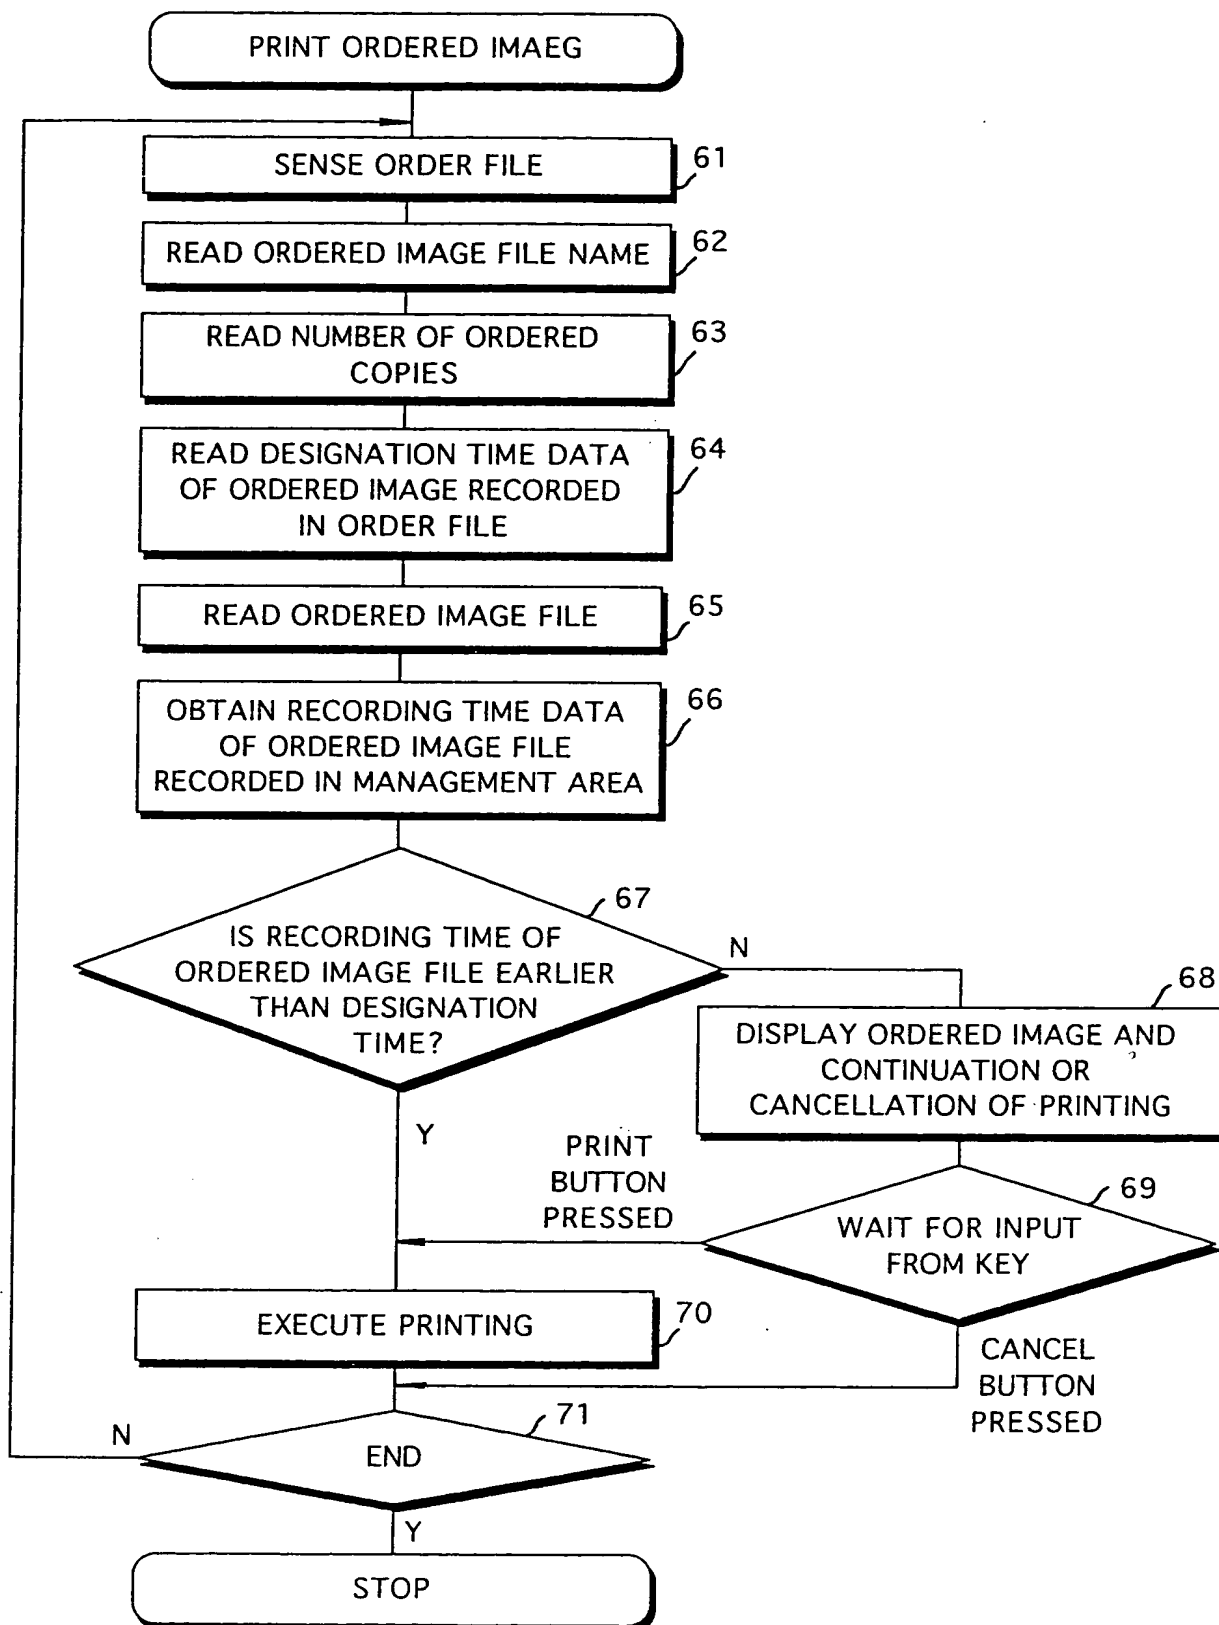 PRINT ORDERED IMAEG
SENSE ORDER FILE
61
READ ORDERED IMAGE FILE NAME
62
READ NUMBER OF ORDERED
COPIES
63
READ DESIGNATION TIME DATA
OF ORDERED IMAGE RECORDED
IN ORDER FILE
64
READ ORDERED IMAGE FILE
65
OBTAIN RECORDING TIME DATA
OF ORDERED IMAGE FILE
RECORDED IN MANAGEMENT AREA
66
67
IS RECORDING TIME OF
ORDERED IMAGE FILE EARLIER
THAN DESIGNATION
TIME?
N
Y
68
DISPLAY ORDERED IMAGE AND
CONTINUATION OR
CANCELLATION OF PRINTING
69
WAIT FOR INPUT
FROM KEY
PRINT
BUTTON
PRESSED
CANCEL
BUTTON
PRESSED
EXECUTE PRINTING
70
71
END
N
Y
STOP